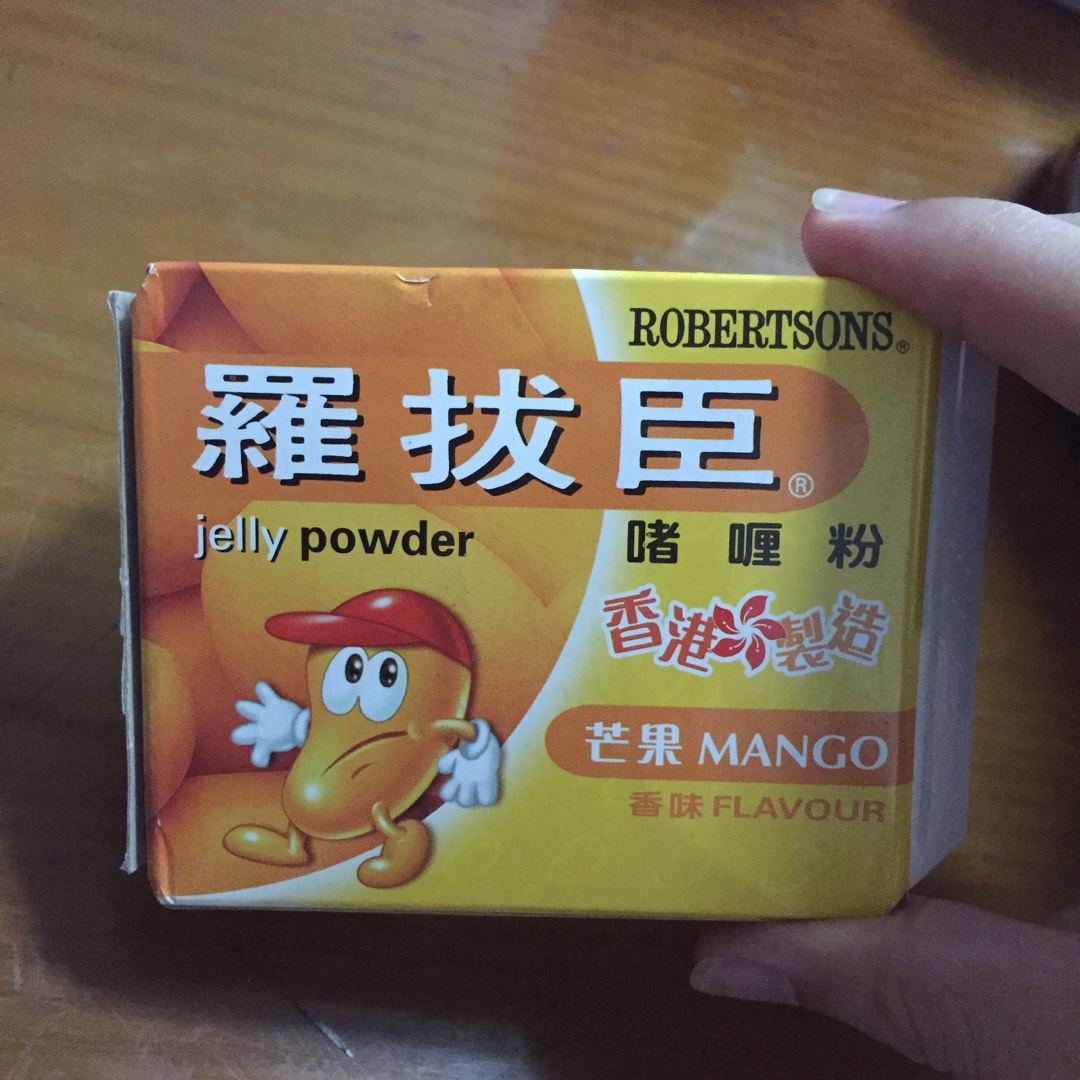 ROBERTSONS®
羅拔臣®
jelly powder
啫喱粉
香港製造
芒果 MANGO
香味 FLAVOUR